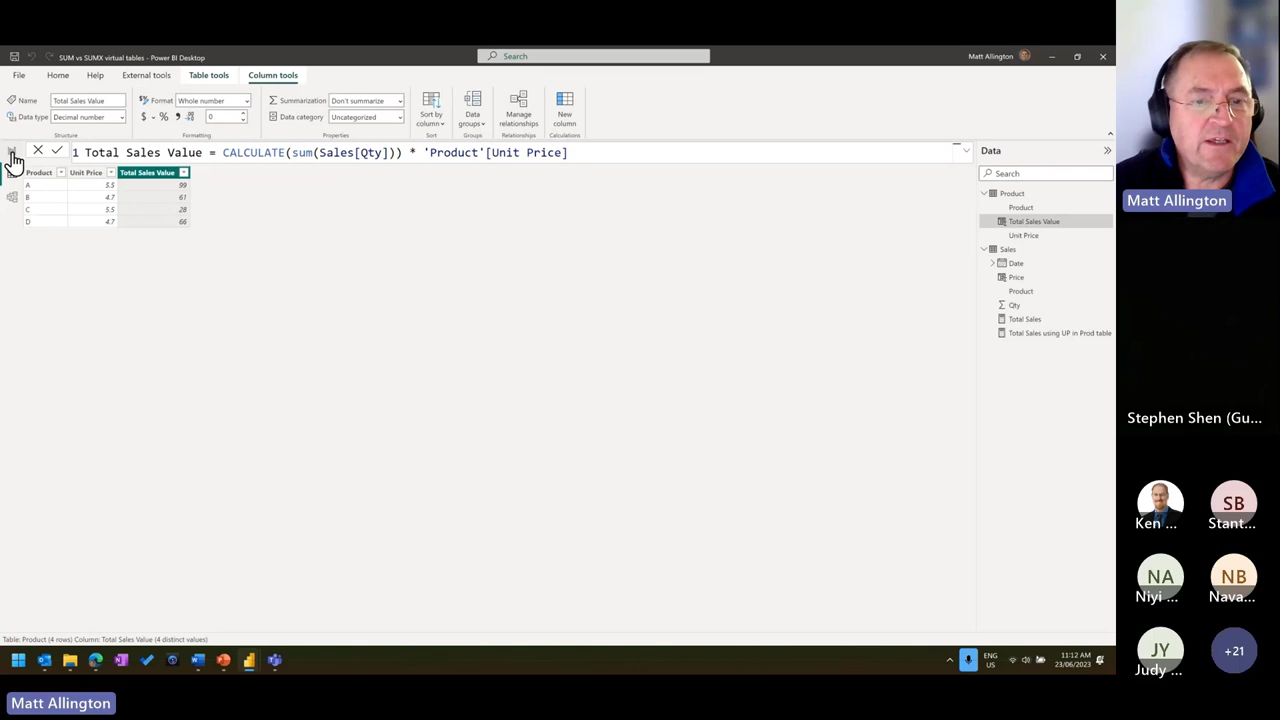 SUM vs SUMX virtual tables - Power BI Desktop
Search
Matt Allington
File Home Help External tools Table tools Column tools
Name Total Sales Value
Format Whole number
Summarization Don't summarize
Data type Decimal number
$ % 0
Data category Uncategorized
Sort by column
Data groups
Manage relationships
New column
Structure Formatting Properties Sort Groups Relationships Calculations
1 Total Sales Value = CALCULATE(sum(Sales[Qty])) * 'Product'[Unit Price]
Product Unit Price Total Sales Value
A 5.5 99
B 4.7 61
C 5.5 28
D 4.7 66
Data
Search
Product
Product
Total Sales Value
Unit Price
Sales
Date
Price
Product
Qty
Total Sales
Total Sales using UP in Prod table
Table: Product (4 rows) Column: Total Sales Value (4 distinct values)
ENG
US
11:12 AM
23/06/2023
Matt Allington
Matt Allington
Stephen Shen (Gu...
Ken ...
SB
Stant...
NA
Niyi ...
NB
Nava...
JY
Judy ...
+21